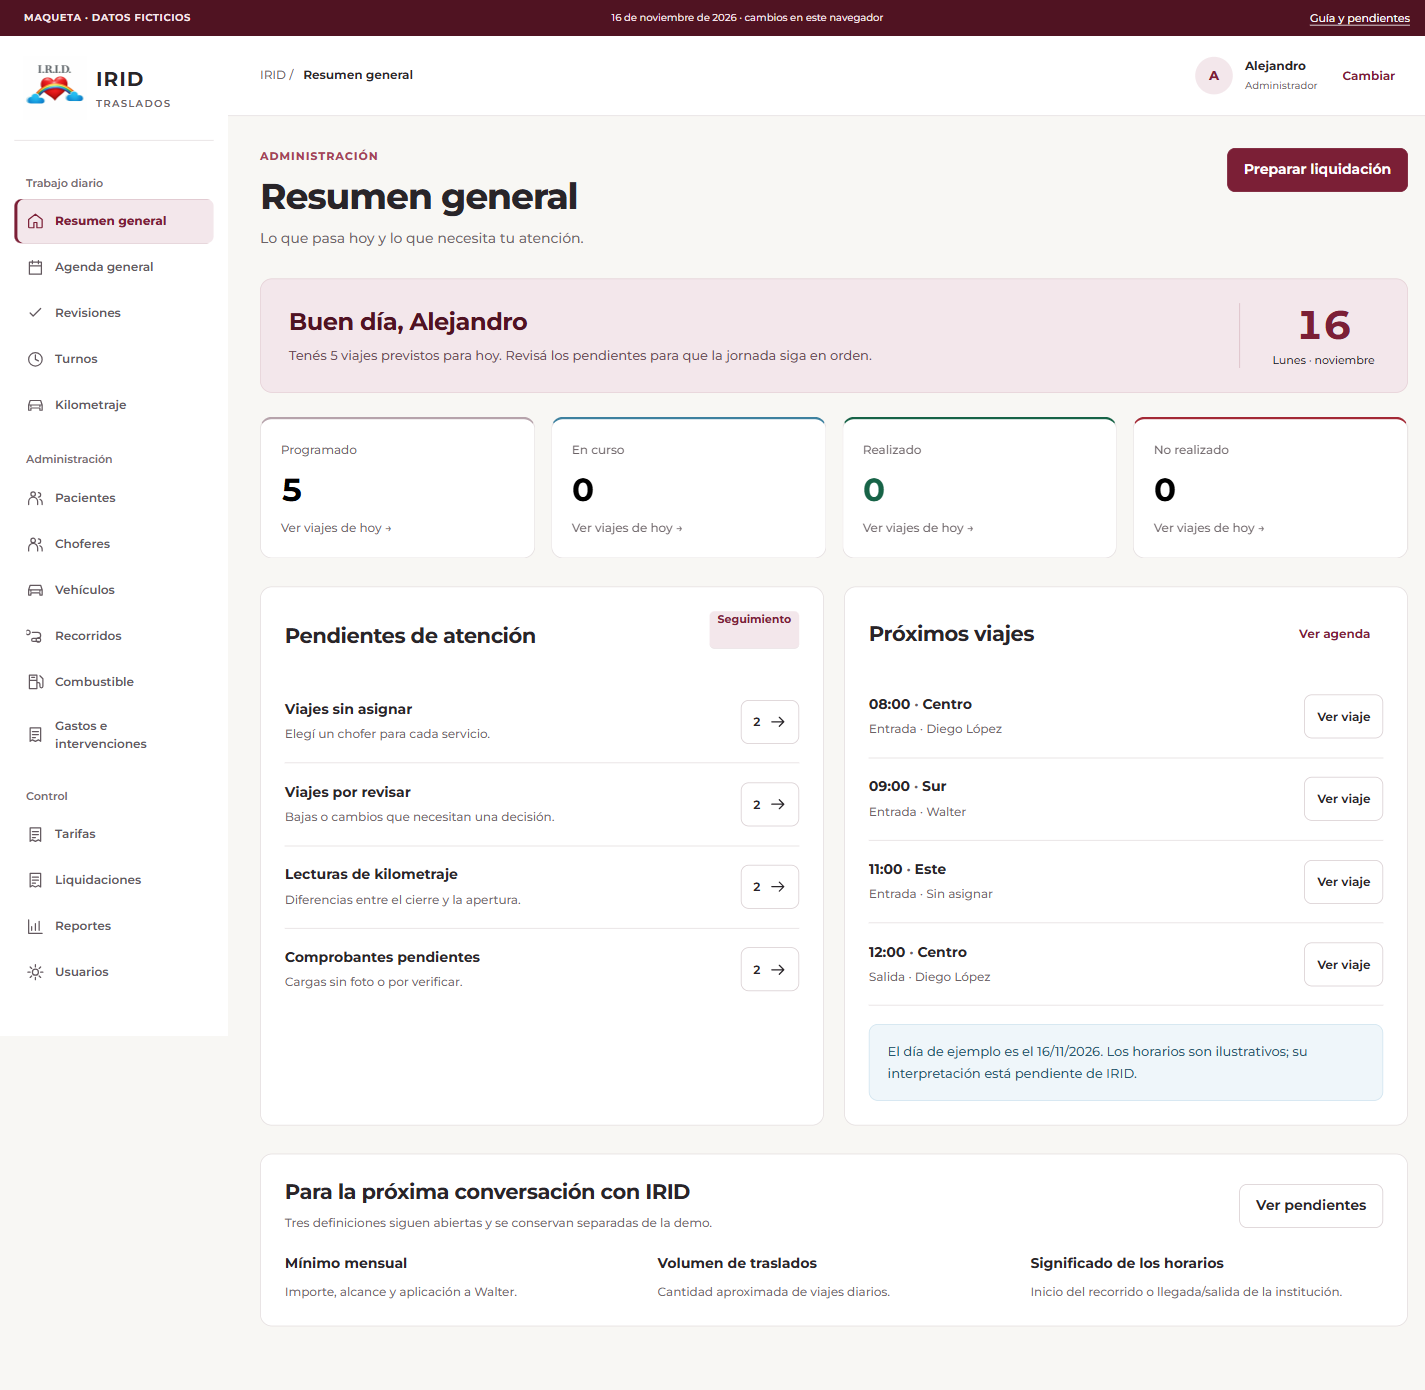 MAQUETA • DATOS FICTICIOS
16 de noviembre de 2026 · cambios en este navegador
Guía y pendientes
I.R.I.D.
IRID
TRASLADOS
IRID / Resumen general
A
Alejandro
Administrador
Cambiar
Trabajo diario
Resumen general
Agenda general
Revisiones
Turnos
Kilometraje
Administración
Pacientes
Choferes
Vehículos
Recorridos
Combustible
Gastos e
intervenciones
Control
Tarifas
Liquidaciones
Reportes
Usuarios
ADMINISTRACIÓN
Resumen general
Lo que pasa hoy y lo que necesita tu atención.
Preparar liquidación
Buen día, Alejandro
Tenés 5 viajes previstos para hoy. Revisá los pendientes para que la jornada siga en orden.
16
Lunes · noviembre
Programado
5
Ver viajes de hoy →
En curso
0
Ver viajes de hoy →
Realizado
0
Ver viajes de hoy →
No realizado
0
Ver viajes de hoy →
Pendientes de atención
Seguimiento
Viajes sin asignar
Elegí un chofer para cada servicio.
2 →
Viajes por revisar
Bajas o cambios que necesitan una decisión.
2 →
Lecturas de kilometraje
Diferencias entre el cierre y la apertura.
2 →
Comprobantes pendientes
Cargas sin foto o por verificar.
2 →
Próximos viajes
Ver agenda
08:00 · Centro
Entrada · Diego López
Ver viaje
09:00 · Sur
Entrada · Walter
Ver viaje
11:00 · Este
Entrada · Sin asignar
Ver viaje
12:00 · Centro
Salida · Diego López
Ver viaje
El día de ejemplo es el 16/11/2026. Los horarios son ilustrativos; su
interpretación está pendiente de IRID.
Para la próxima conversación con IRID
Tres definiciones siguen abiertas y se conservan separadas de la demo.
Ver pendientes
Mínimo mensual
Importe, alcance y aplicación a Walter.
Volumen de traslados
Cantidad aproximada de viajes diarios.
Significado de los horarios
Inicio del recorrido o llegada/salida de la institución.